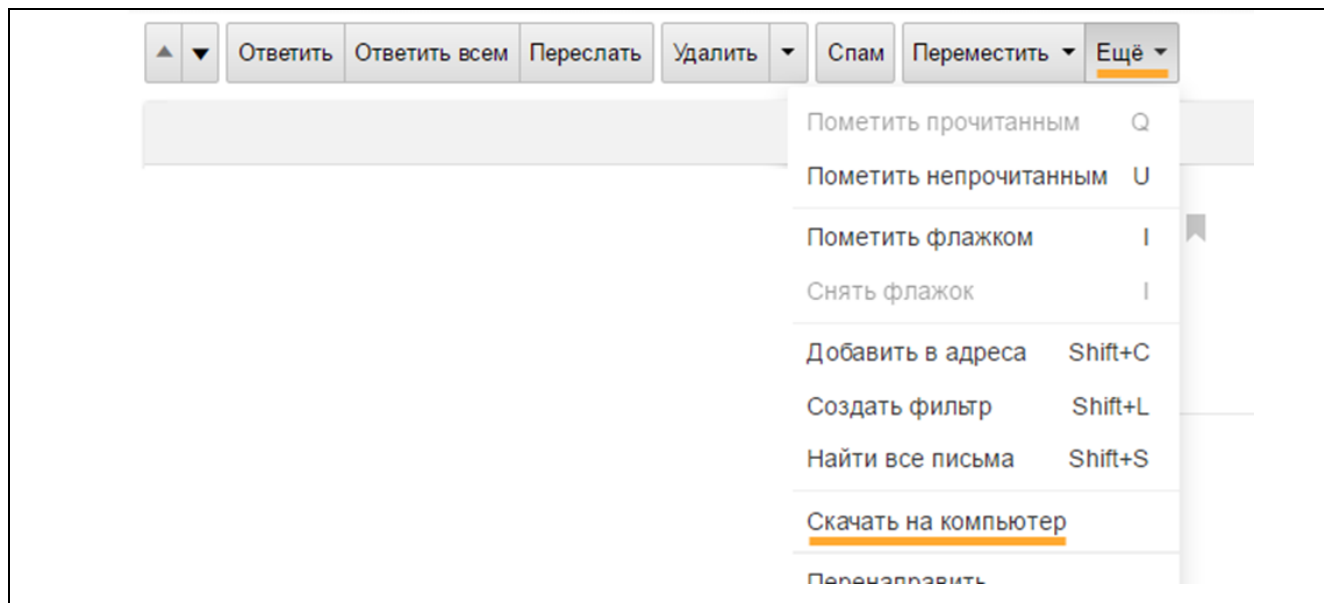 Ответить Ответить всем Переслать Удалить Спам Переместить Ещё
Пометить прочитанным Q
Пометить непрочитанным U
Пометить флажком I
Снять флажок I
Добавить в адреса Shift+C
Создать фильтр Shift+L
Найти все письма Shift+S
Скачать на компьютер
Перенаправить